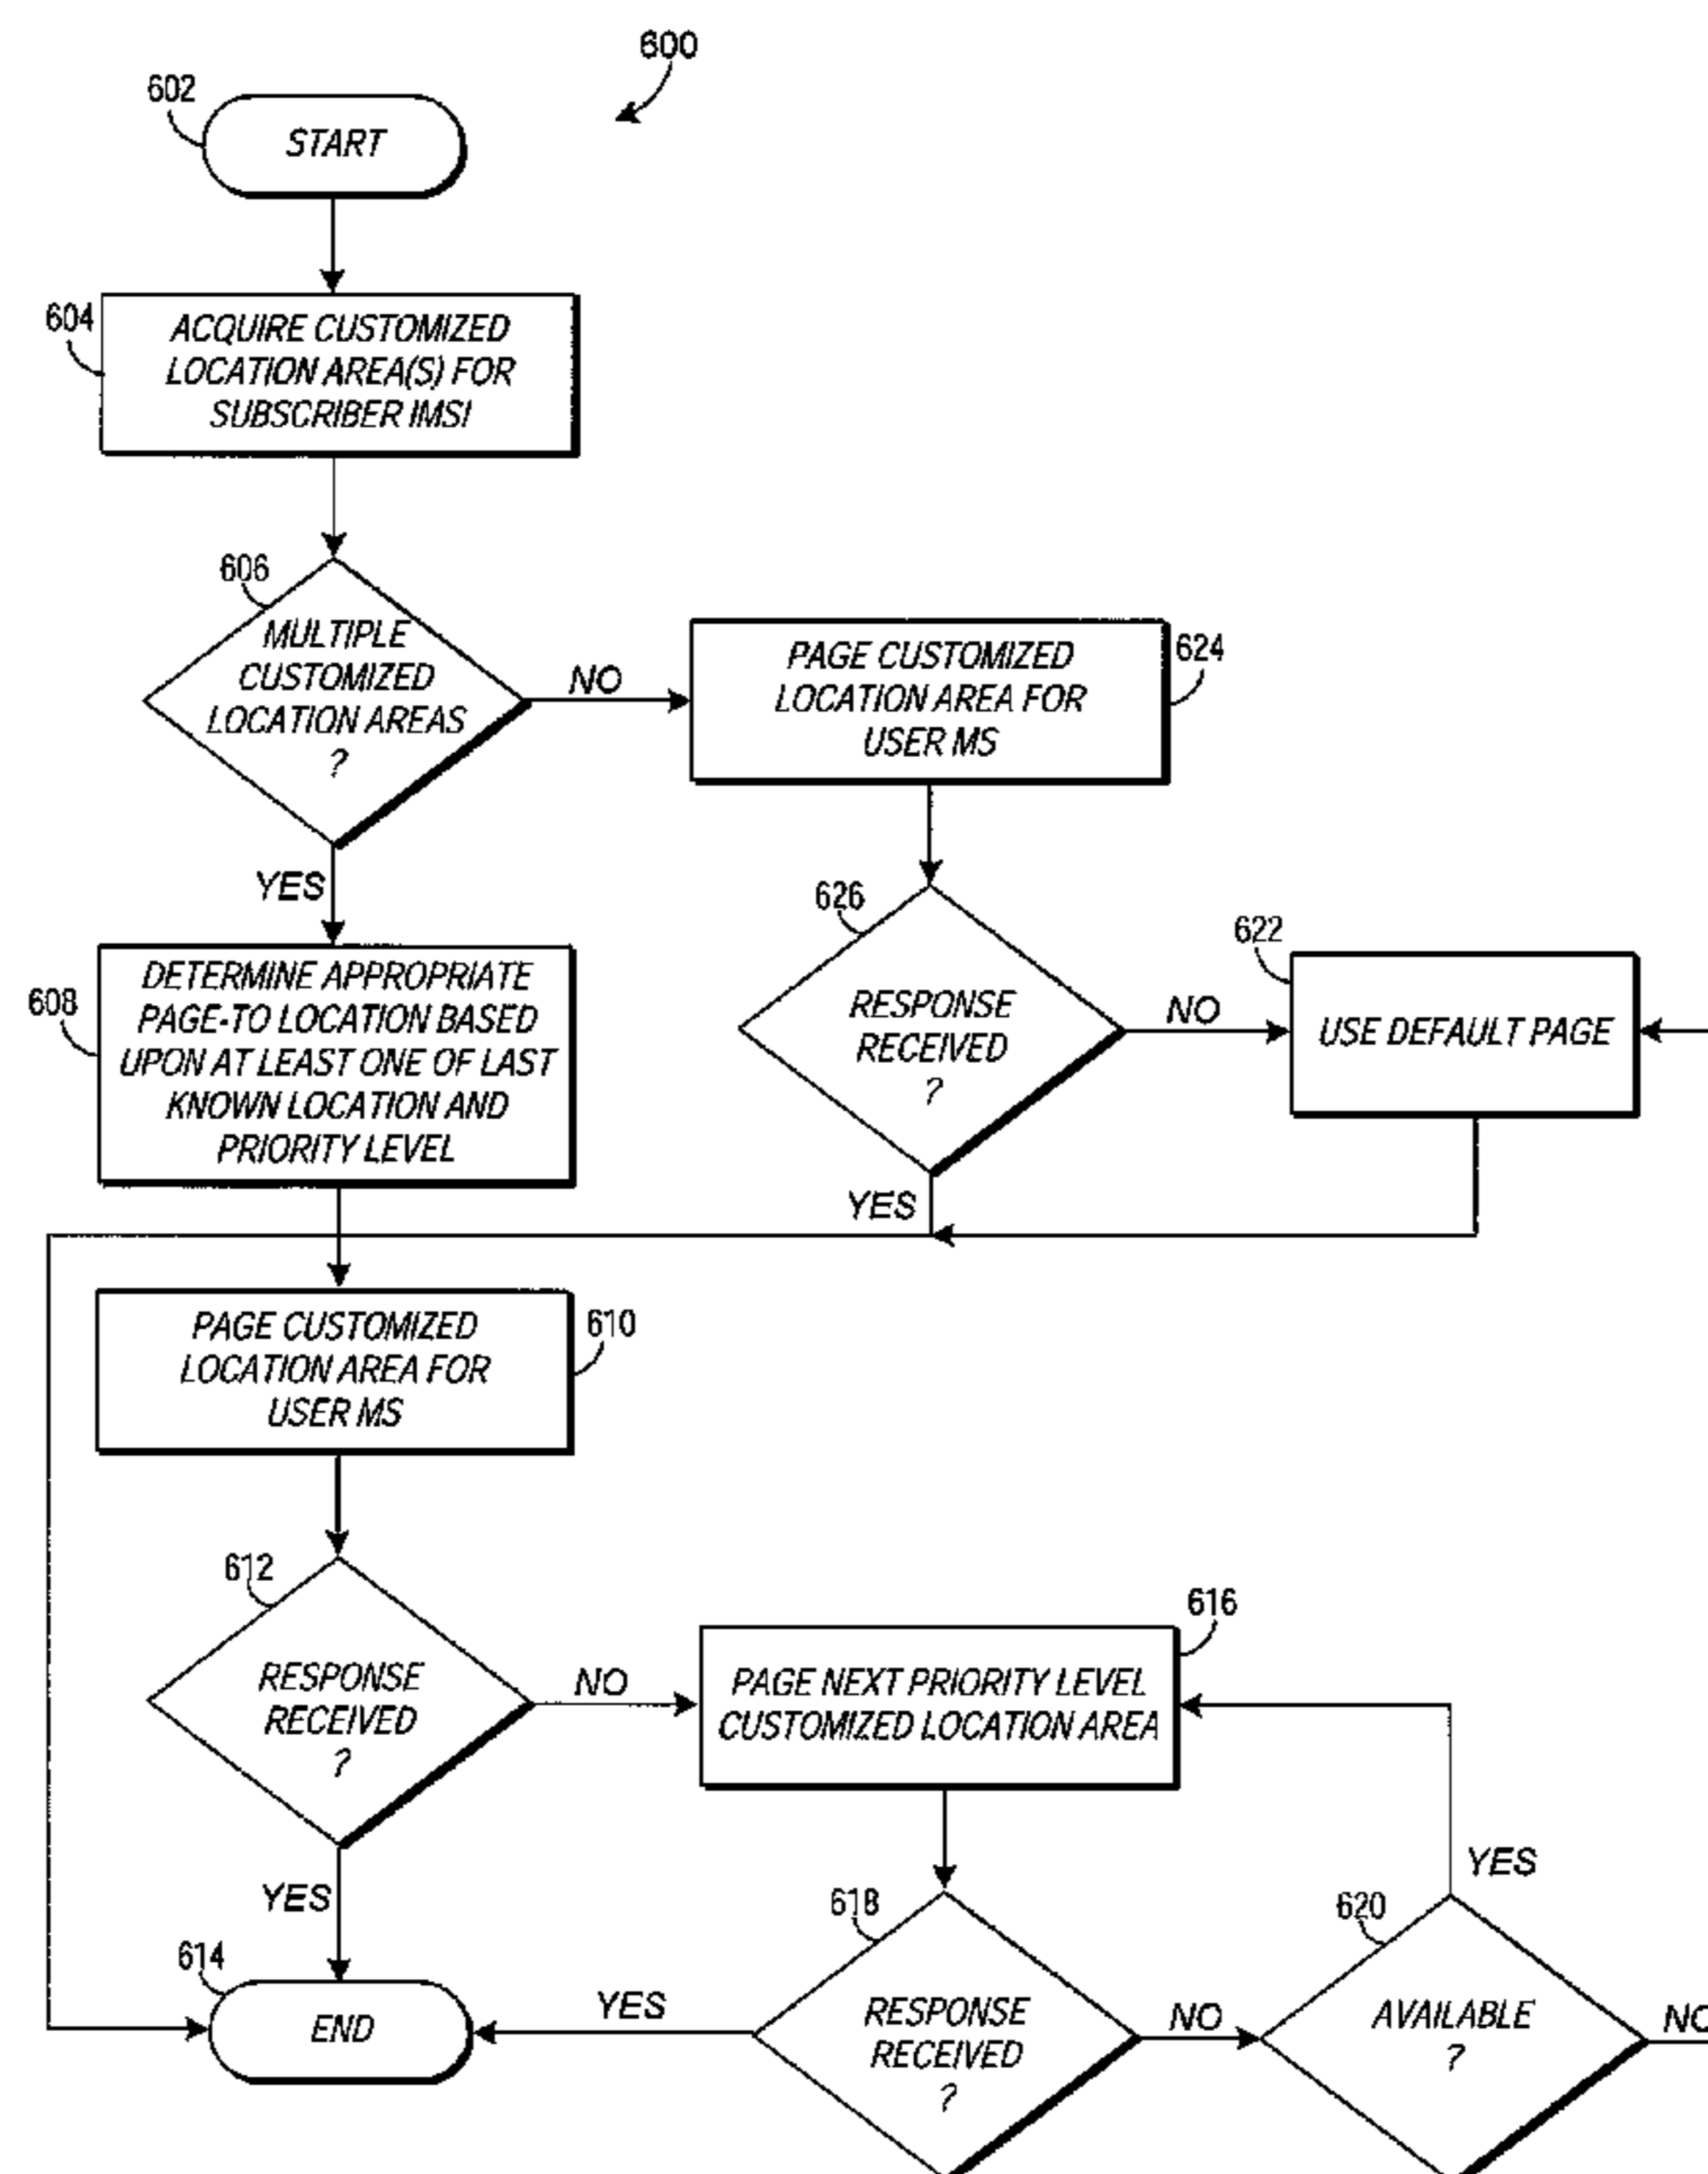 600
602
START
604
ACQUIRE CUSTOMIZED
LOCATION AREA(S) FOR
SUBSCRIBER IMSI
606
MULTIPLE
CUSTOMIZED
LOCATION AREAS
?
NO
PAGE CUSTOMIZED
LOCATION AREA FOR
USER MS
624
YES
626
RESPONSE
RECEIVED
?
NO
622
USE DEFAULT PAGE
YES
608
DETERMINE APPROPRIATE
PAGE-TO LOCATION BASED
UPON AT LEAST ONE OF LAST
KNOWN LOCATION AND
PRIORITY LEVEL
PAGE CUSTOMIZED
LOCATION AREA FOR
USER MS
610
612
RESPONSE
RECEIVED
?
NO
616
PAGE NEXT PRIORITY LEVEL
CUSTOMIZED LOCATION AREA
YES
614
END
YES
618
RESPONSE
RECEIVED
?
NO
620
AVAILABLE
?
YES
NO